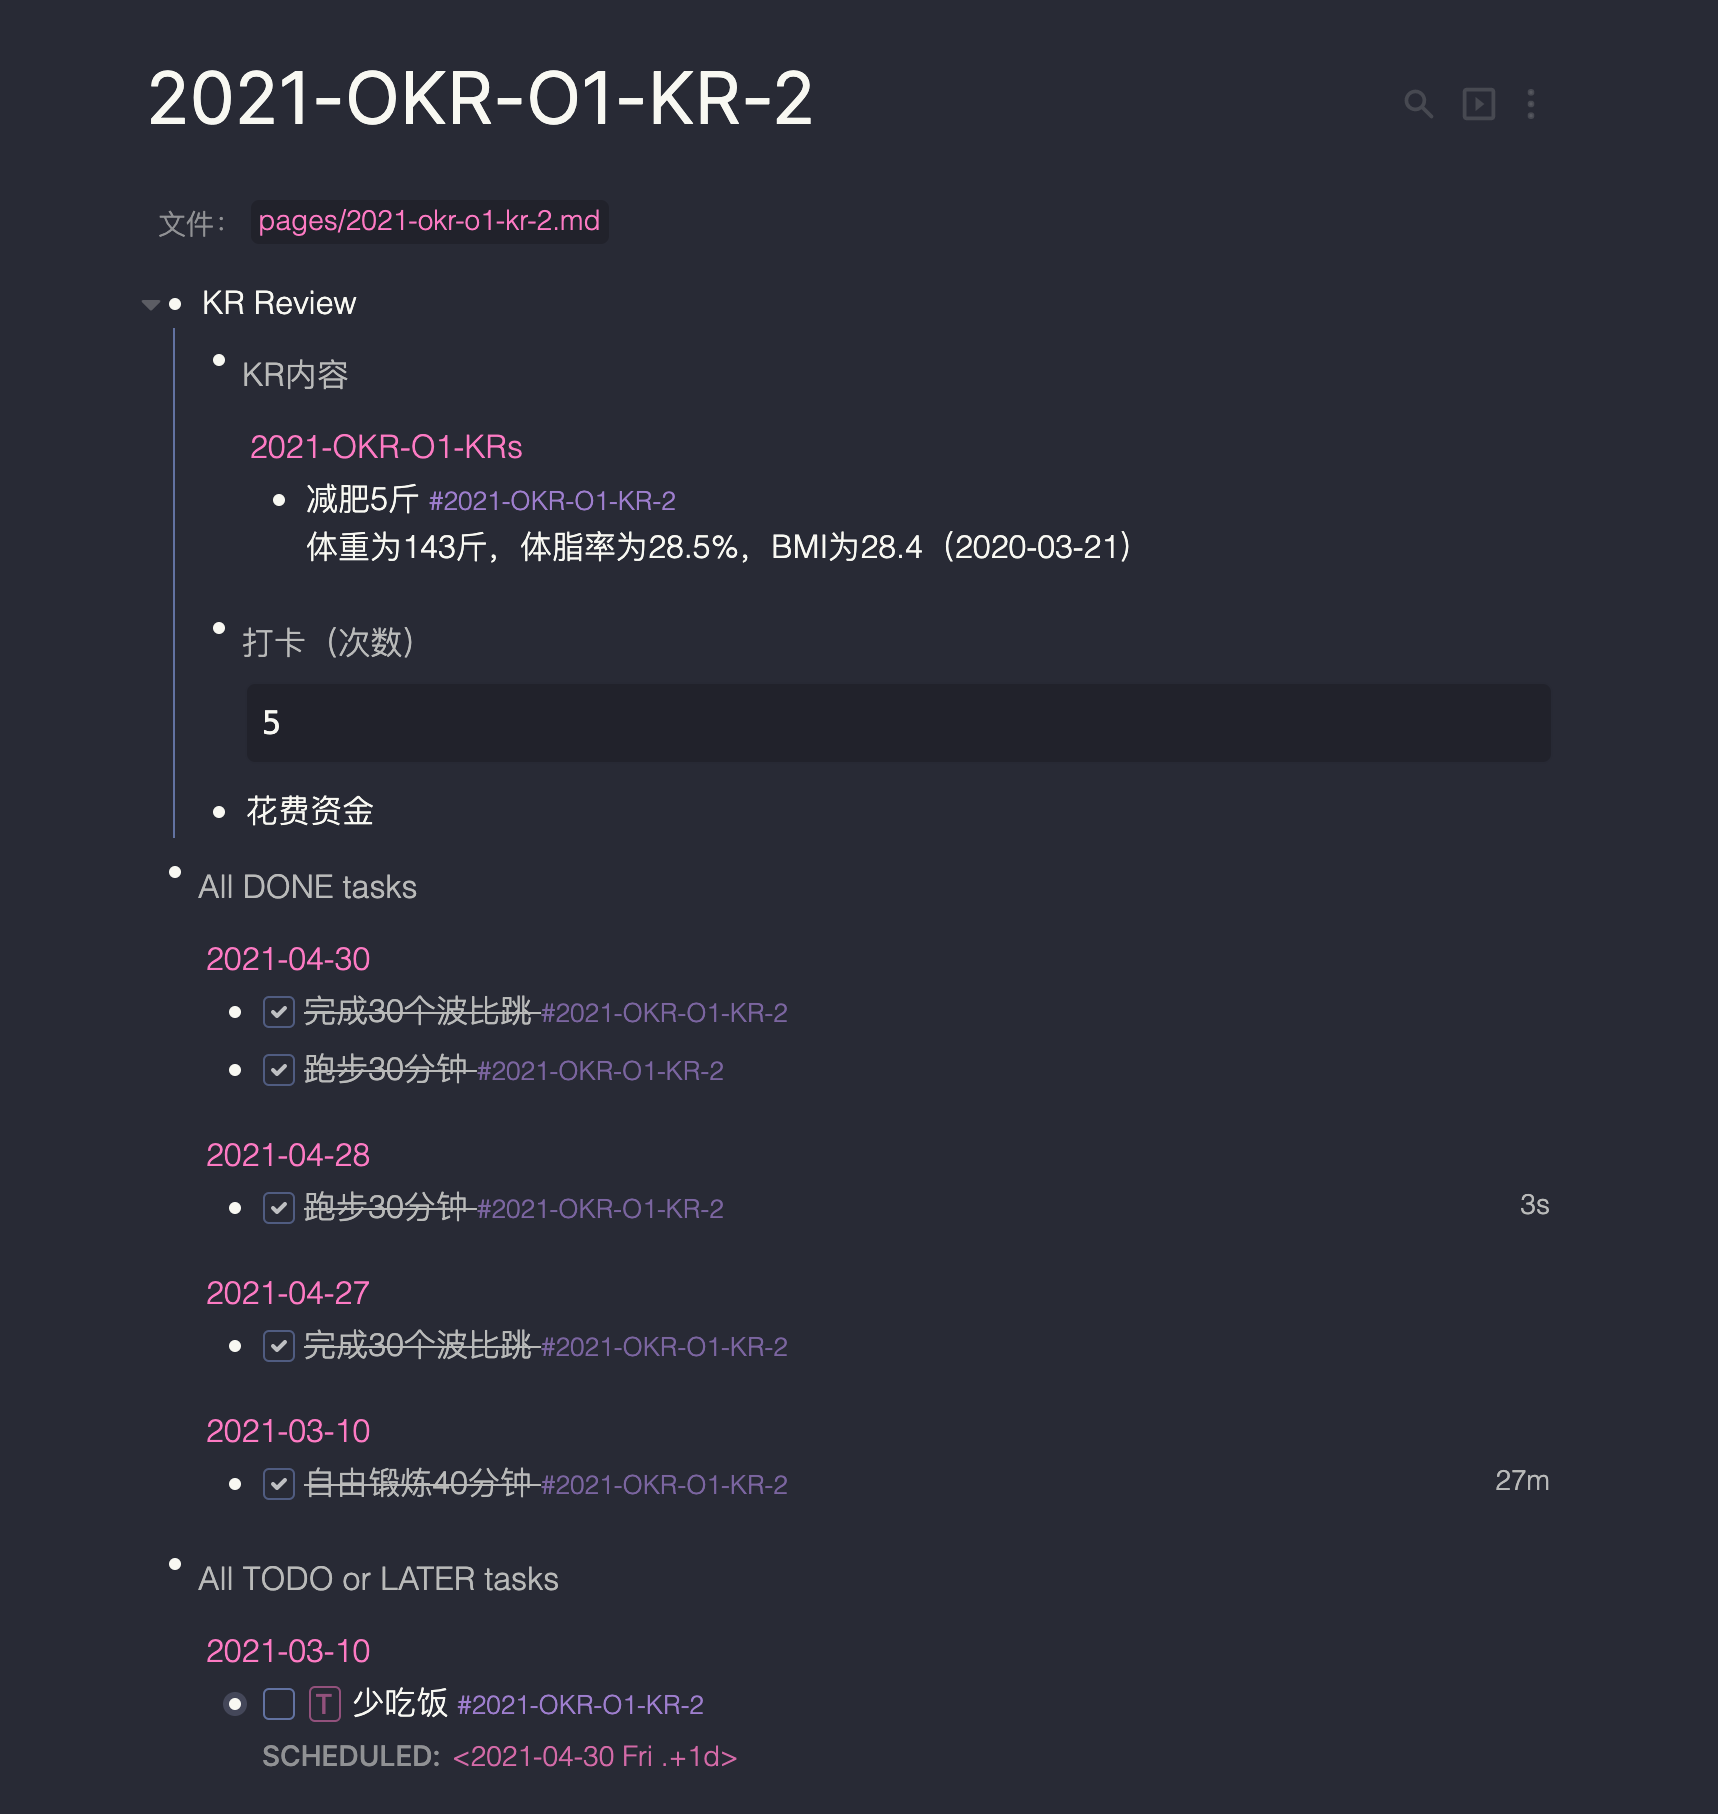 2021-OKR-O1-KR-2
文件： pages/2021-okr-o1-kr-2.md
KR Review
KR内容
2021-OKR-O1-KRs
减肥5斤 #2021-OKR-O1-KR-2
体重为143斤，体脂率为28.5%，BMI为28.4（2020-03-21）
打卡（次数）
5
花费资金
All DONE tasks
2021-04-30
完成30个波比跳 #2021-OKR-O1-KR-2
跑步30分钟 #2021-OKR-O1-KR-2
2021-04-28
跑步30分钟 #2021-OKR-O1-KR-2 3s
2021-04-27
完成30个波比跳 #2021-OKR-O1-KR-2
2021-03-10
自由锻炼40分钟 #2021-OKR-O1-KR-2 27m
All TODO or LATER tasks
2021-03-10
T 少吃饭 #2021-OKR-O1-KR-2
SCHEDULED: <2021-04-30 Fri .+1d>